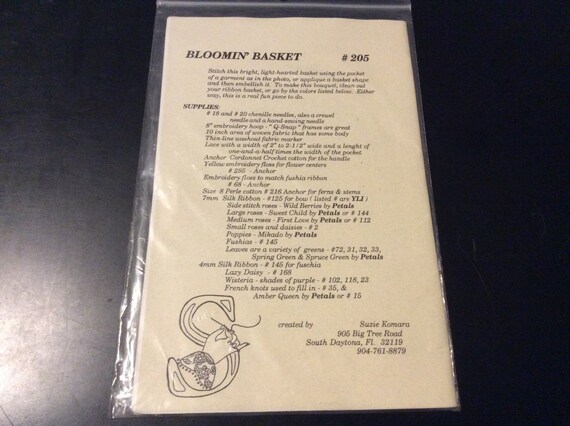 BLOOMIN' BASKET # 205
Stitch this bright, light-hearted basket using the pocket
of a garment as in the photo, or applique a basket shape
and then embellish it. To make this bouquet, clean out
your ribbon basket, or go by the colors listed below. Either
way, this is a real fun piece to do.
SUPPLIES:
# 18 and # 20 chenille needles, also a crewel
needle and a hand-sewing needle
8" embroidery hoop - "Q-Snap" frames are great
10 inch area of woven fabric that has some body
Thin-line washout fabric marker
Lace with a width of 2" to 2-1/2" wide and a lenght of
one-and-a-half times the width of the pocket
Anchor Cordonnet Crochet cotton for the handle
Yellow embroidery floss for flower centers
# 295 - Anchor
Embroidery floss to match fushia ribbon
# 68 - Anchor
Size 8 Perle cotton # 216 Anchor for ferns & stems
7mm Silk Ribbon - #125 for bow ( listed # are YLI )
Side stitch roses - Wild Berries by Petals
Large roses - Sweet Child by Petals or # 144
Medium roses - First Love by Petals or # 112
Small roses and daisies - # 2
Poppies - Mikado by Petals
Fushias - # 145
Leaves are a variety of greens - #72, 31, 32, 33,
Spring Green & Spruce Green by Petals
4mm Silk Ribbon - # 145 for fuschia
Lazy Daisy - # 168
Wisteria - shades of purple - # 102, 118, 23
French knots used to fill in - # 35, &
Amber Queen by Petals or # 15
S
created by Suzie Komara
905 Big Tree Road
South Daytona, Fl. 32119
904-761-8879